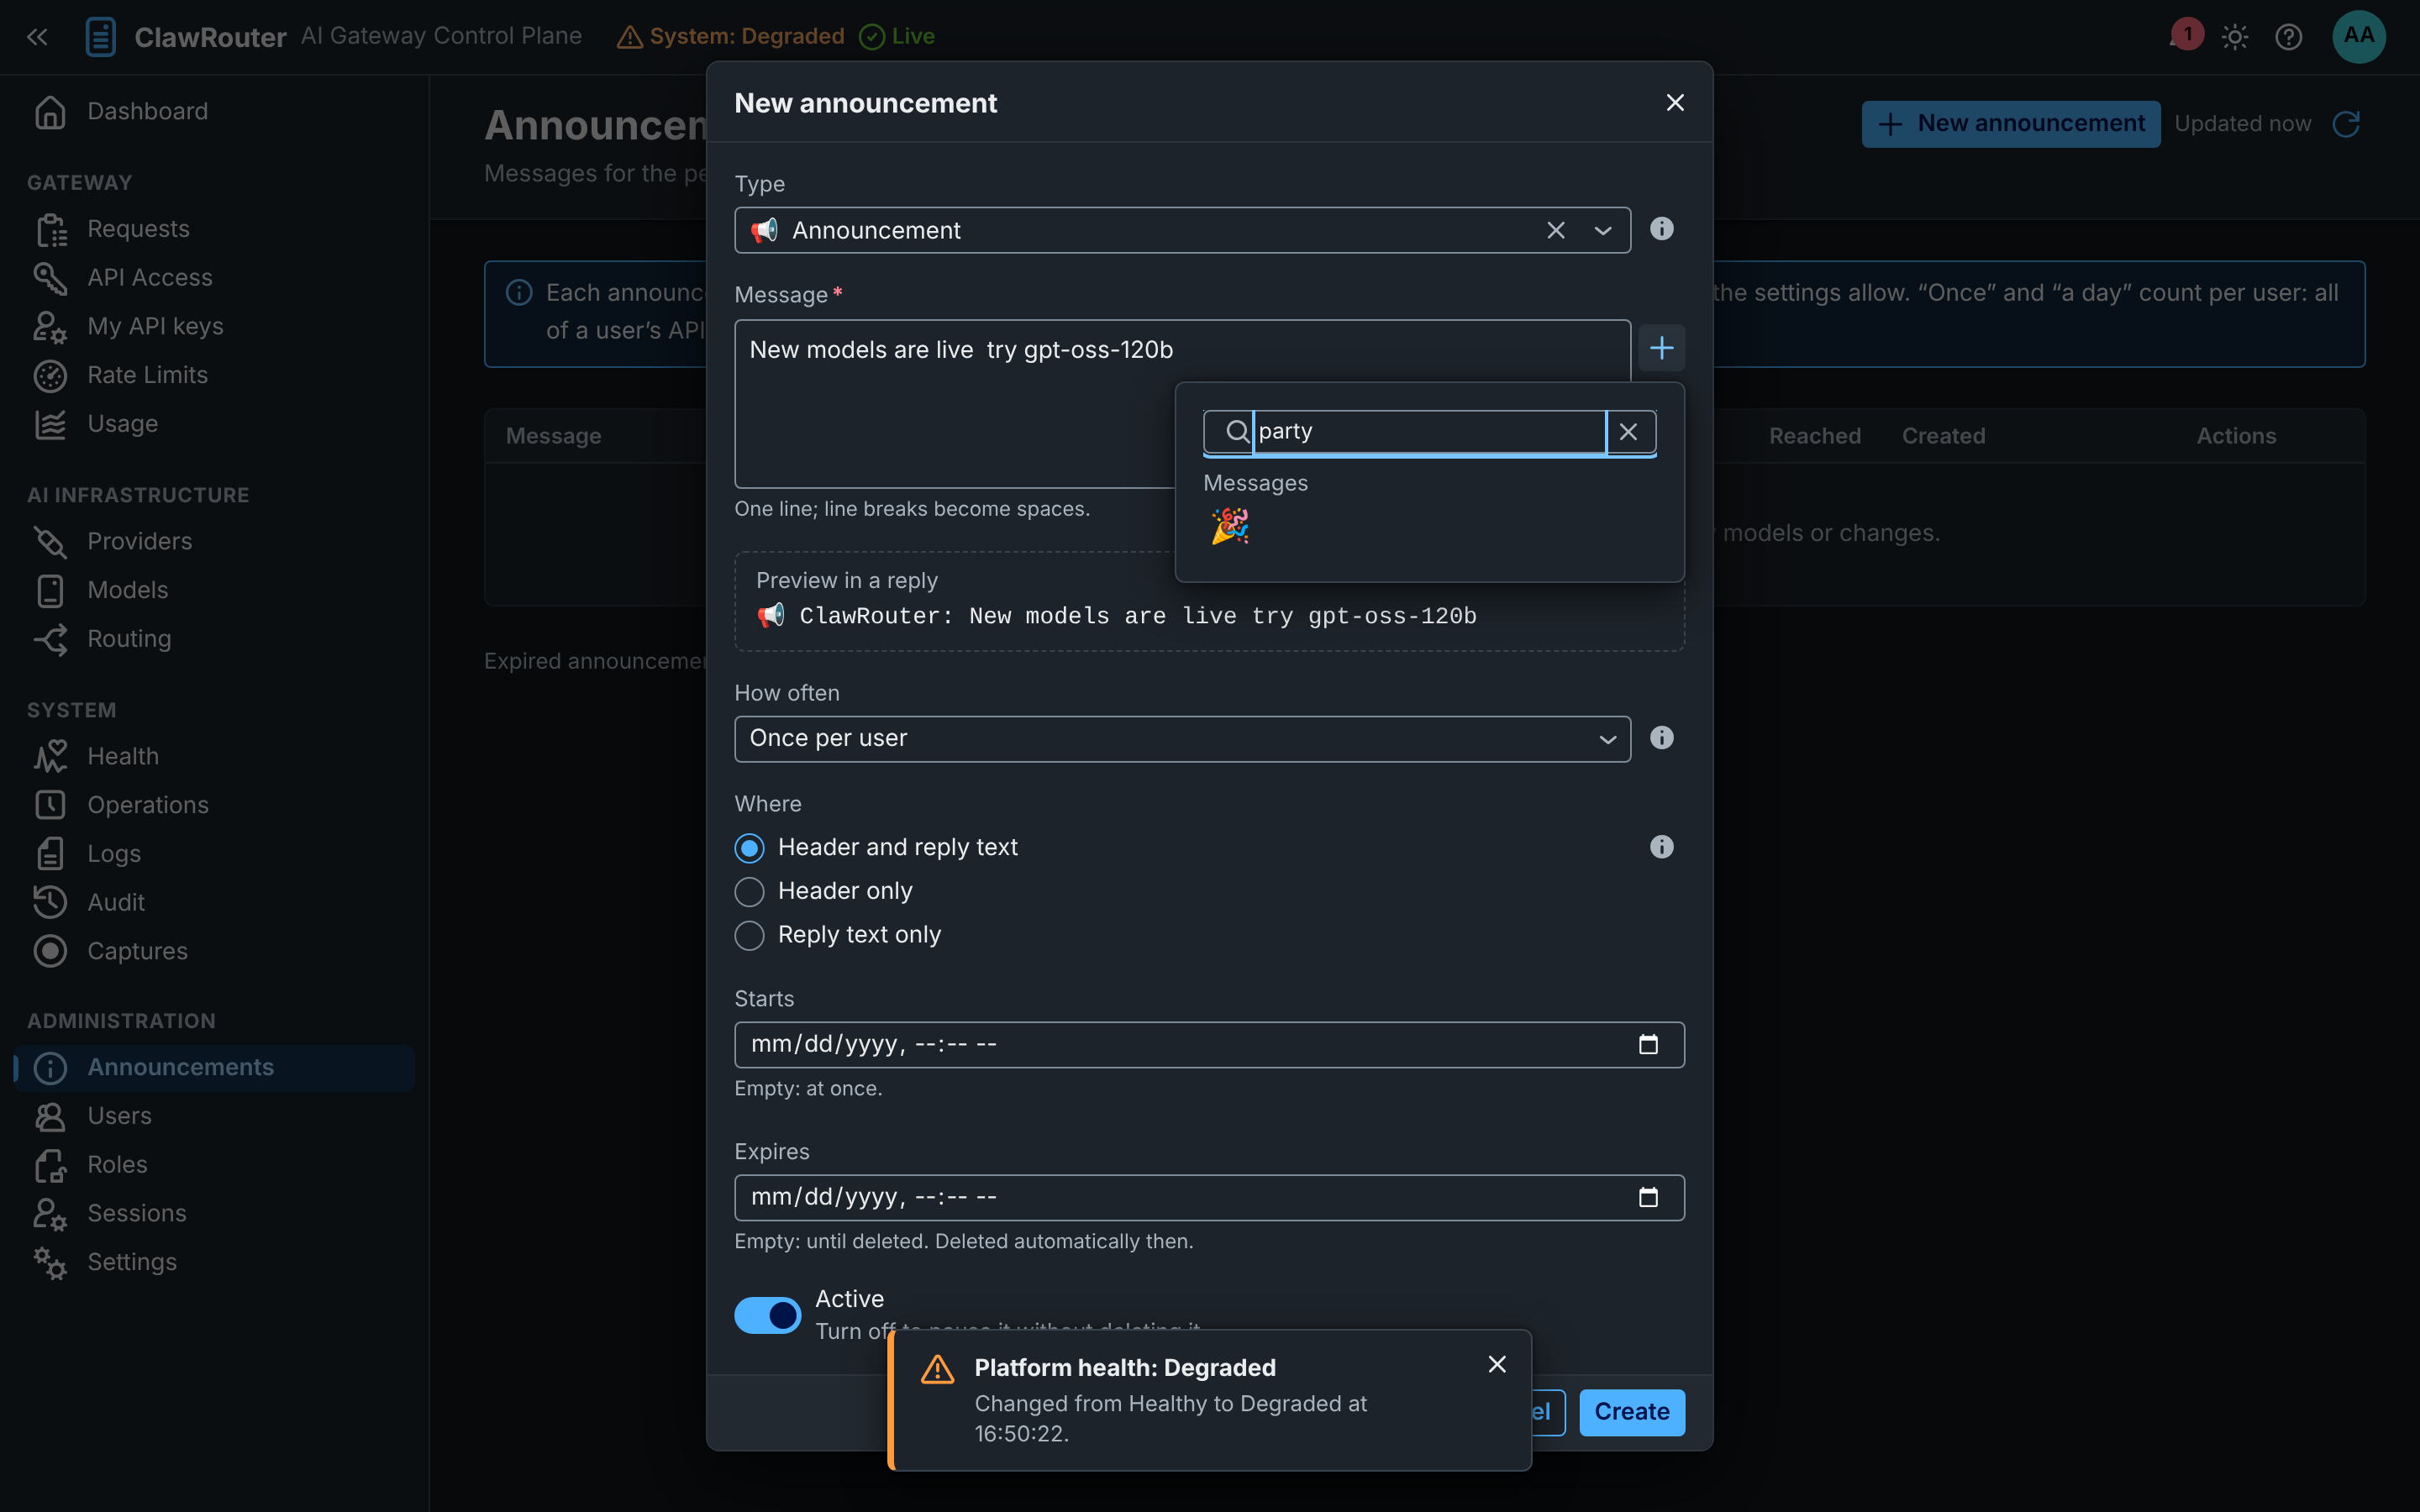 ClawRouter AI Gateway Control Plane System: Degraded Live
1
AA
Dashboard
GATEWAY
Requests
API Access
My API keys
Rate Limits
Usage
AI INFRASTRUCTURE
Providers
Models
Routing
SYSTEM
Health
Operations
Logs
Audit
Captures
ADMINISTRATION
Announcements
Users
Roles
Sessions
Settings
Messages for the
New announcement Updated now
Each
of a user's API
the settings allow. “Once” and “a day” count per user: all
Message Reached Created Actions
models or changes.
Expired
New announcement
Type
📢 Announcement
Message*
New models are live  try gpt-oss-120b
party
Messages
🎉
One line; line breaks become spaces.
Preview in a reply
📢 ClawRouter: New models are live try gpt-oss-120b
How often
Once per user
Where
Header and reply text
Header only
Reply text only
Starts
mm/dd/yyyy, --:-- --
Empty: at once.
Expires
mm/dd/yyyy, --:-- --
Empty: until deleted. Deleted automatically then.
Active
Turn off to pause it without deleting it
Platform health: Degraded
Changed from Healthy to Degraded at
16:50:22.
Create